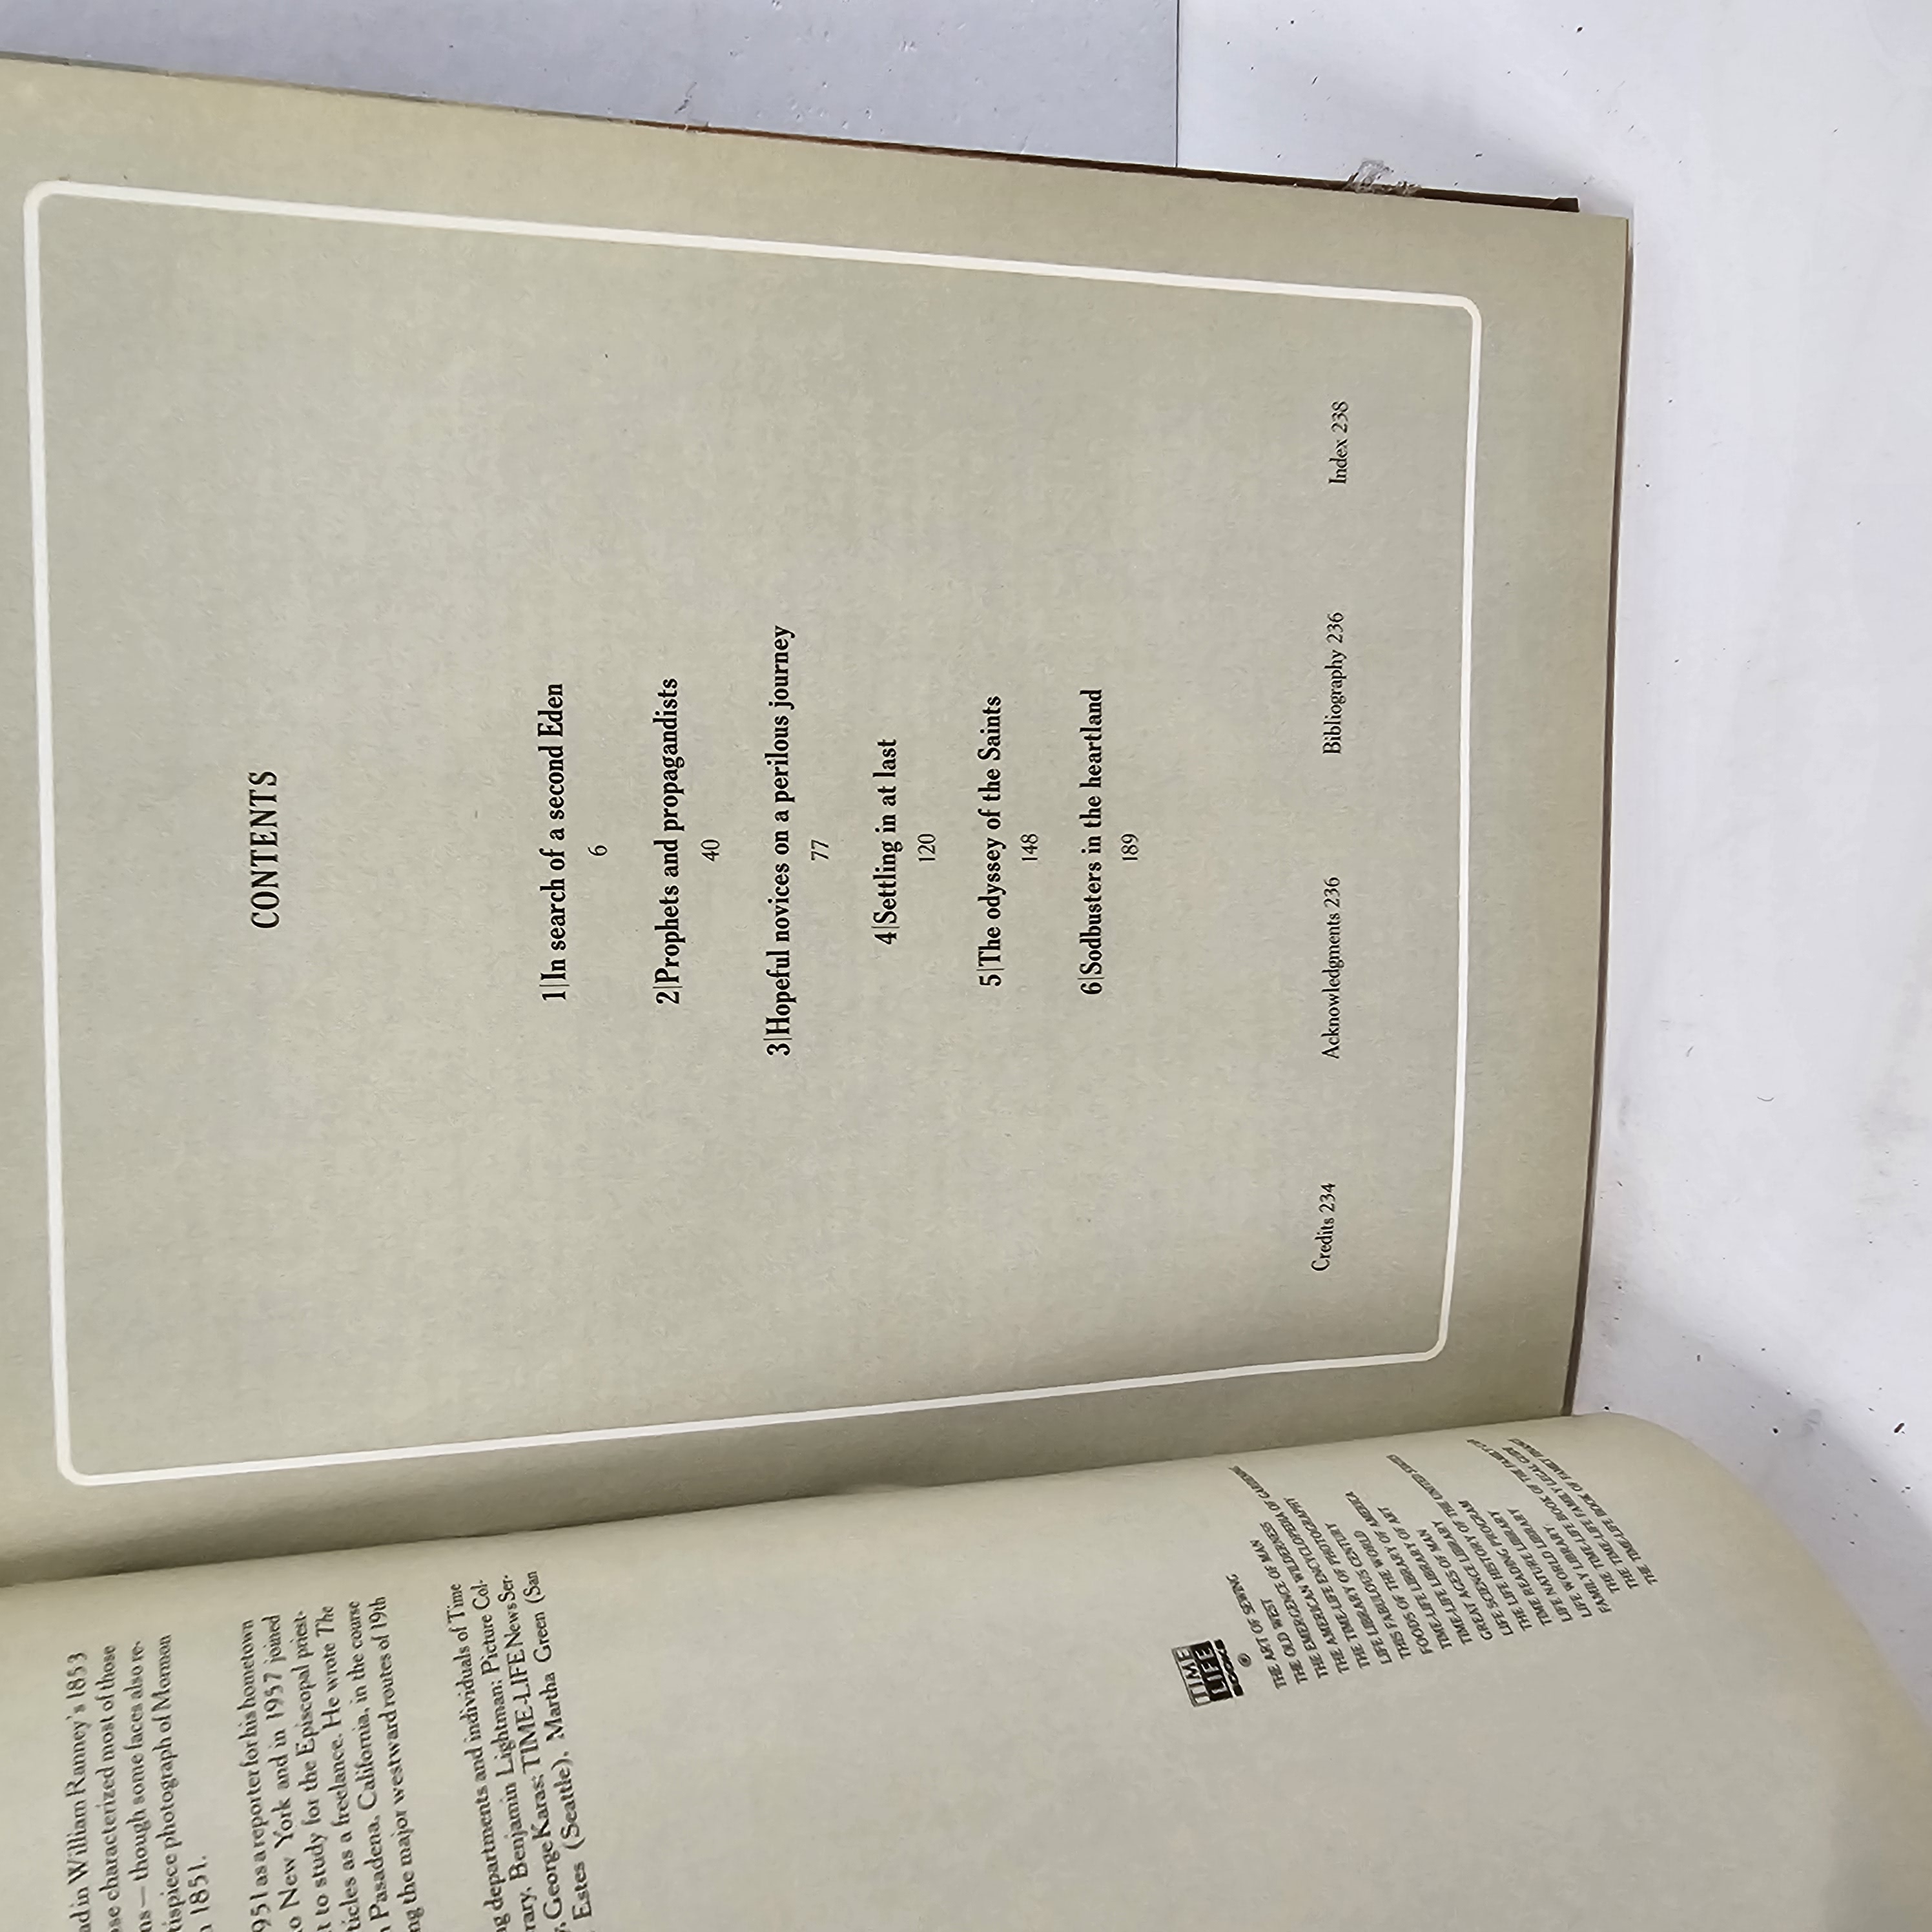 ad in William Ranney's 1853
ose characterized most of those
ns — though some faces also re-
tispiece photograph of Mormon
n 1851.
951 as a reporter for his hometown
to New York and in 1957 joined
t to study for the Episcopal priest-
ticles as a freelance. He wrote The
n Pasadena, California, in the course
ng the major westward routes of 19th
ng departments and individuals of Time
rary, Benjamin Lightman; Picture Col-
y, George Karas; TIME-LIFE News Ser-
Estes (Seattle), Martha Green (San
TIME
LIFE
BOOKS
®
THE ART OF SEWING
THE OLD WEST
THE EMERGENCE OF MAN
THE AMERICAN WILDERNESS
THE TIME-LIFE ENCYCLOPEDIA OF GARDENING
LIFE LIBRARY OF PHOTOGRAPHY
THIS FABULOUS CENTURY
FOODS OF THE WORLD
TIME-LIFE LIBRARY OF AMERICA
TIME-LIFE LIBRARY OF ART
GREAT AGES OF MAN
LIFE SCIENCE LIBRARY
THE LIFE HISTORY OF THE UNITED STATES
TIME READING PROGRAM
LIFE NATURE LIBRARY
LIFE WORLD LIBRARY
FAMILY LIBRARY:
THE TIME-LIFE BOOK OF THE FAMILY CAR
THE TIME-LIFE FAMILY LEGAL GUIDE
THE TIME-LIFE BOOK OF FAMILY FINANCE
CONTENTS
1|In search of a second Eden
6
2|Prophets and propagandists
40
3|Hopeful novices on a perilous journey
77
4|Settling in at last
120
5|The odyssey of the Saints
148
6|Sodbusters in the heartland
189
Credits 234 Acknowledgments 236 Bibliography 236 Index 238